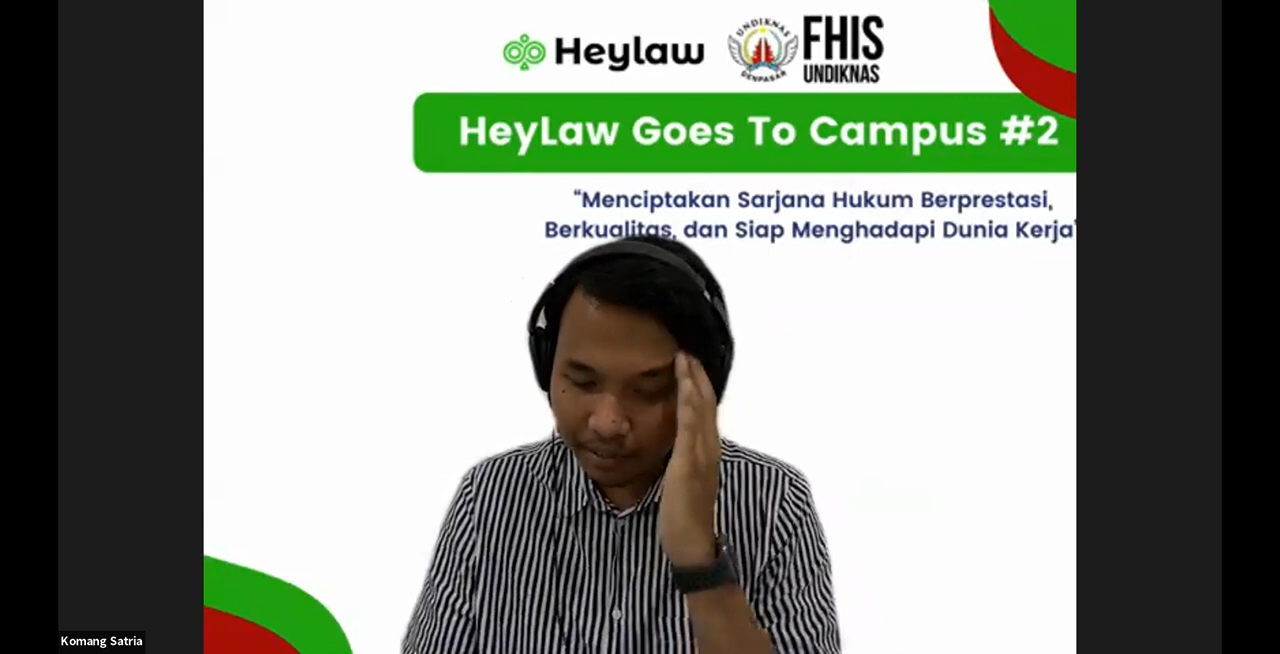 Heylaw
UNDIKNAS
DENPASAR
FHIS
UNDIKNAS
HeyLaw Goes To Campus #2
"Menciptakan Sarjana Hukum Berprestasi,
Berkualitas, dan Siap Menghadapi Dunia Kerja"
Komang Satria